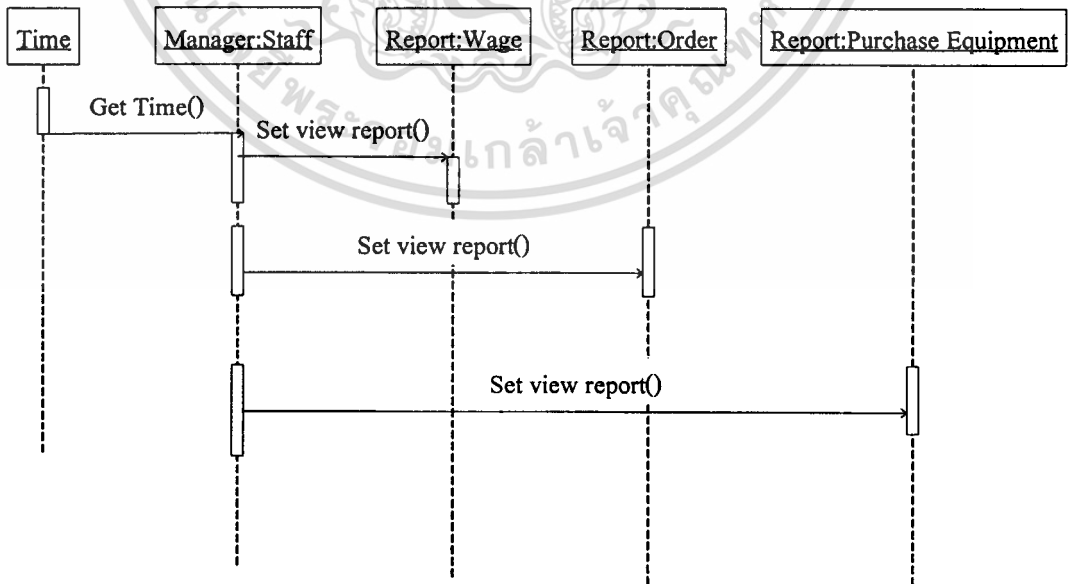 Time
Manager:Staff
Report:Wage
Report:Order
Report:Purchase Equipment
Get Time()
Set view report()
Set view report()
Set view report()